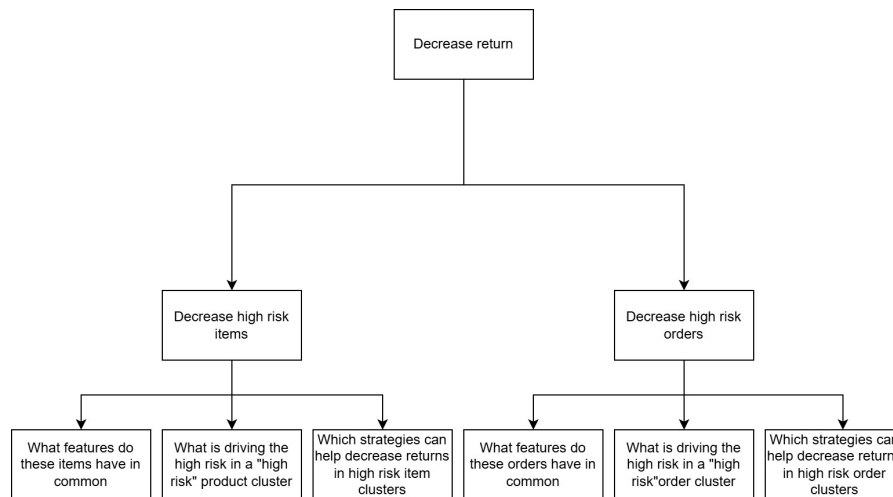 Decrease return
Decrease high risk
items
Decrease high risk
orders
What features do
these items have in
common
What is driving the
high risk in a "high
risk" product cluster
Which strategies can
help decrease returns
in high risk item
clusters
What features do
these orders have in
common
What is driving the
high risk in a "high
risk"order cluster
Which strategies can
help decrease return
in high risk order
clusters